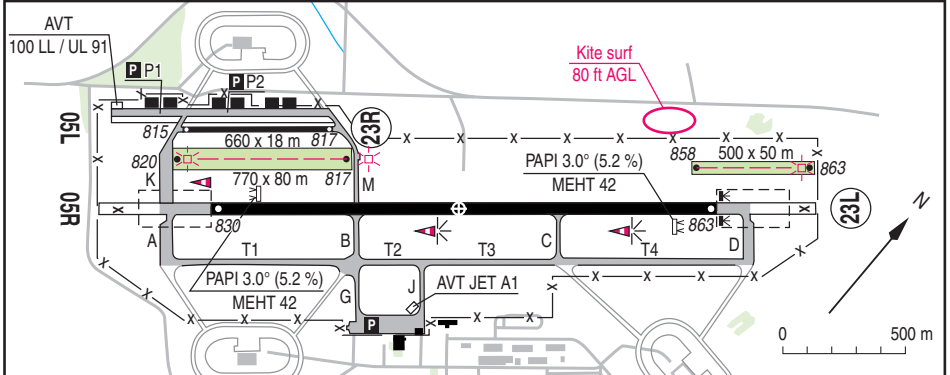 AVT
100 LL / UL 91
P P1
P P2
Kite surf
80 ft AGL
05L
815
660 x 18 m
817
23R
820
817
770 x 80 m
858
500 x 50 m
863
PAPI 3.0° (5.2 %)
MEHT 42
K
M
05R
830
863
23L
N
A
T1
B
T2
T3
C
T4
D
PAPI 3.0° (5.2 %)
MEHT 42
G
J
AVT JET A1
P
0
500 m